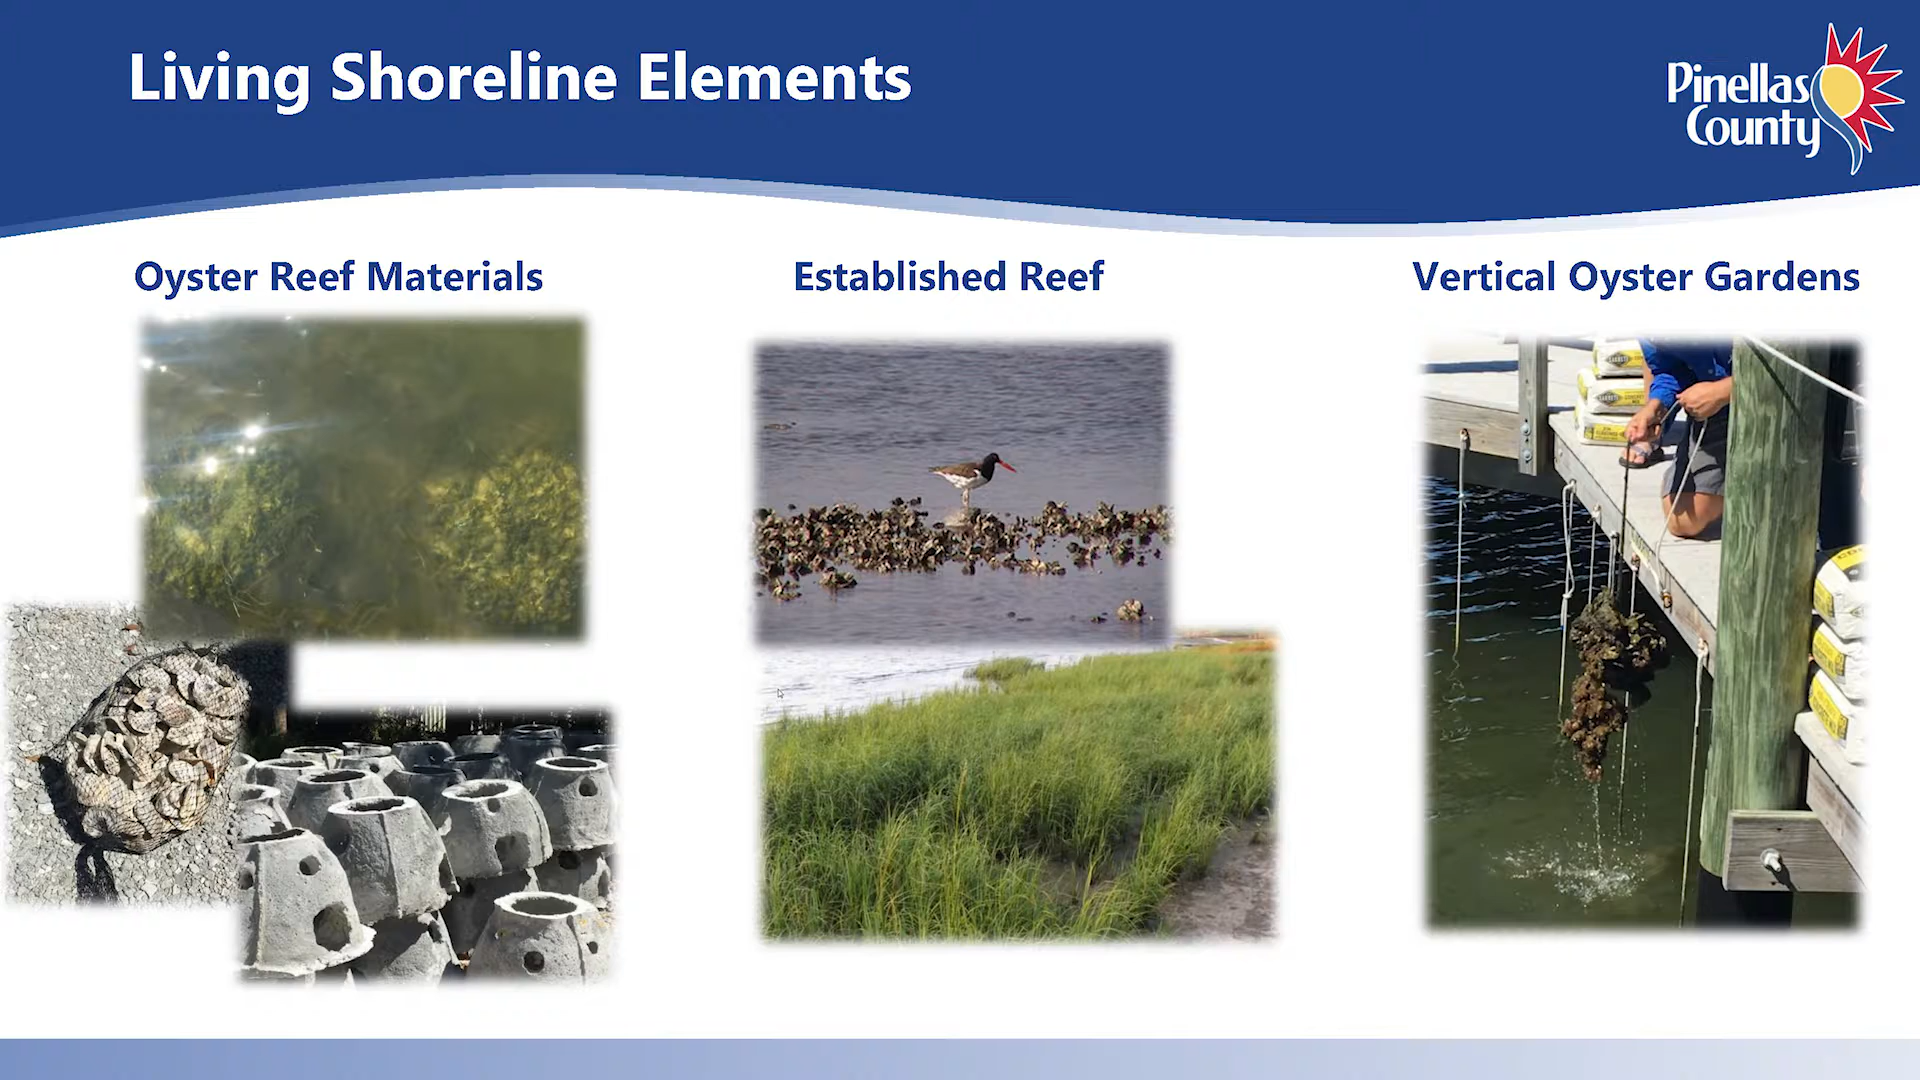 Living Shoreline Elements
Pinellas
County
Oyster Reef Materials
Established Reef
Vertical Oyster Gardens